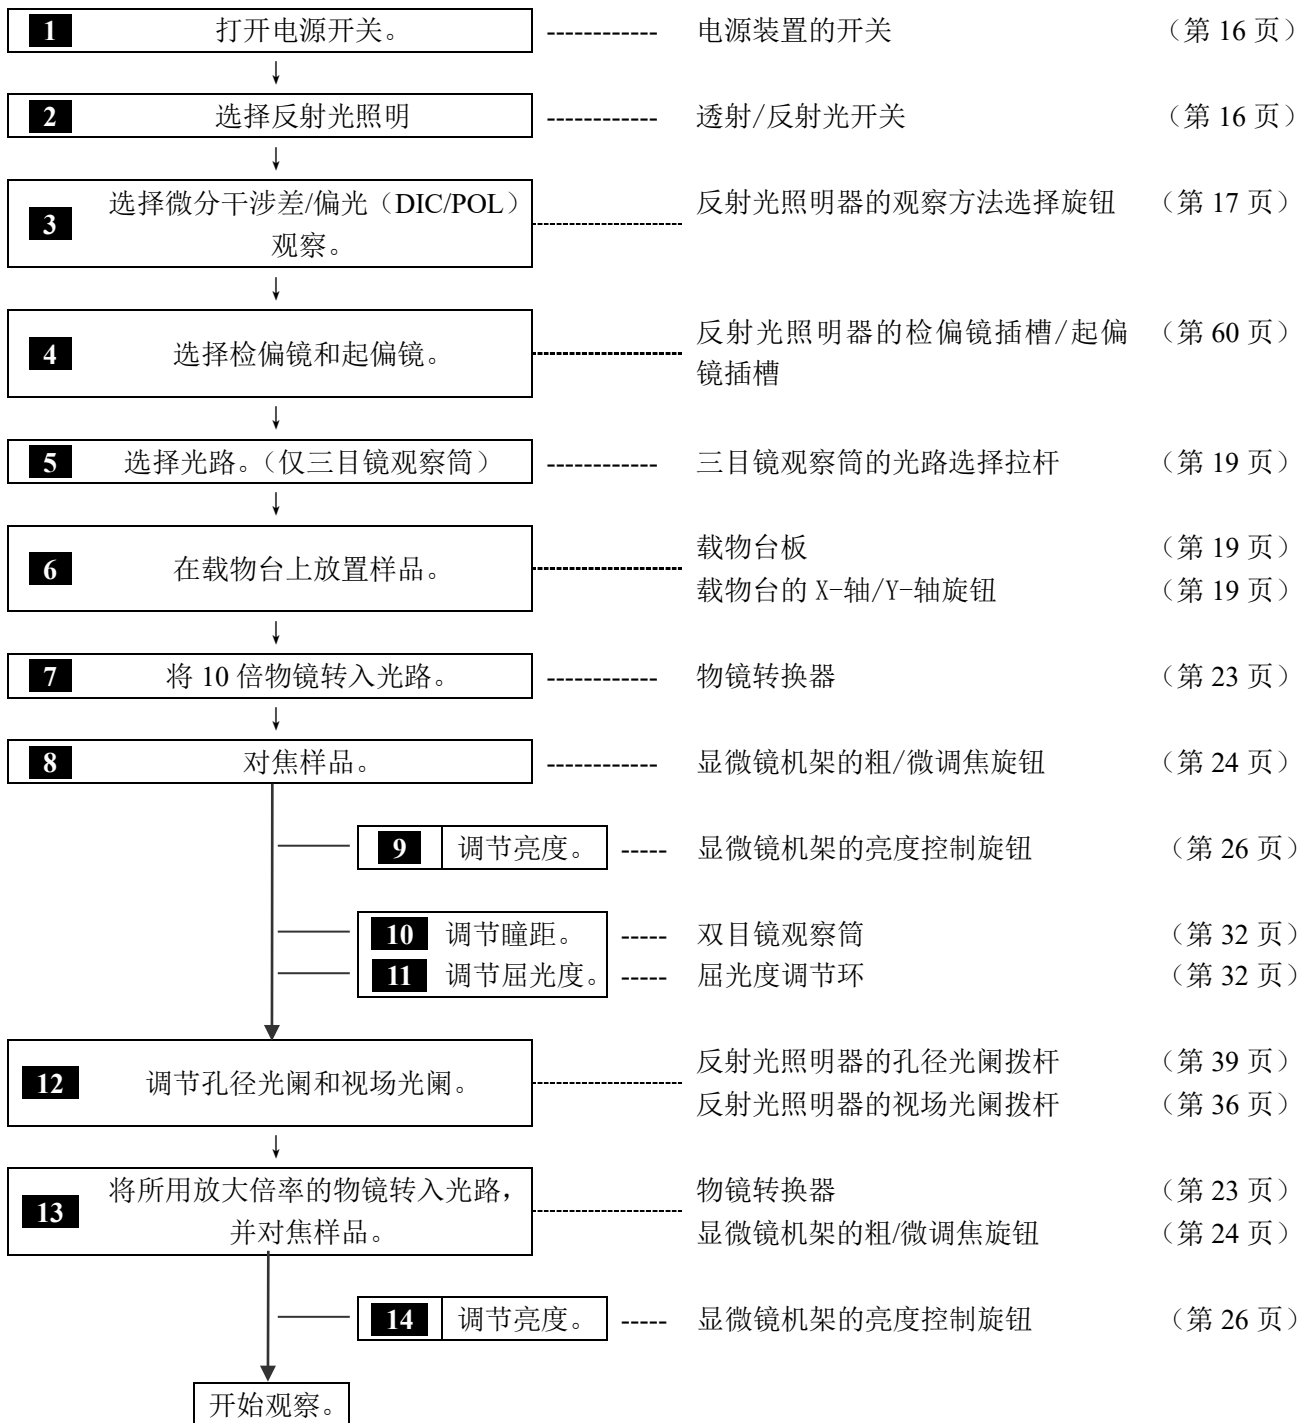 1 打开电源开关。 ------------ 电源装置的开关 （第 16 页）
↓
2 选择反射光照明 ------------ 透射/反射光开关 （第 16 页）
↓
3 选择微分干涉差/偏光（DIC/POL） 反射光照明器的观察方法选择旋钮 （第 17 页）
观察。
↓
4 选择检偏镜和起偏镜。 反射光照明器的检偏镜插槽/起偏 （第 60 页）
镜插槽
↓
5 选择光路。（仅三目镜观察筒） ------------ 三目镜观察筒的光路选择拉杆 （第 19 页）
↓
6 在载物台上放置样品。 载物台板 （第 19 页）
载物台的 X-轴/Y-轴旋钮 （第 19 页）
↓
7 将 10 倍物镜转入光路。 ------------ 物镜转换器 （第 23 页）
↓
8 对焦样品。 ------------ 显微镜机架的粗/微调焦旋钮 （第 24 页）
9 调节亮度。 ----- 显微镜机架的亮度控制旋钮 （第 26 页）
10 调节瞳距。 ----- 双目镜观察筒 （第 32 页）
11 调节屈光度。 ----- 屈光度调节环 （第 32 页）
12 调节孔径光阑和视场光阑。 反射光照明器的孔径光阑拨杆 （第 39 页）
反射光照明器的视场光阑拨杆 （第 36 页）
↓
13 将所用放大倍率的物镜转入光路， 物镜转换器 （第 23 页）
并对焦样品。 显微镜机架的粗/微调焦旋钮 （第 24 页）
14 调节亮度。 ----- 显微镜机架的亮度控制旋钮 （第 26 页）
开始观察。